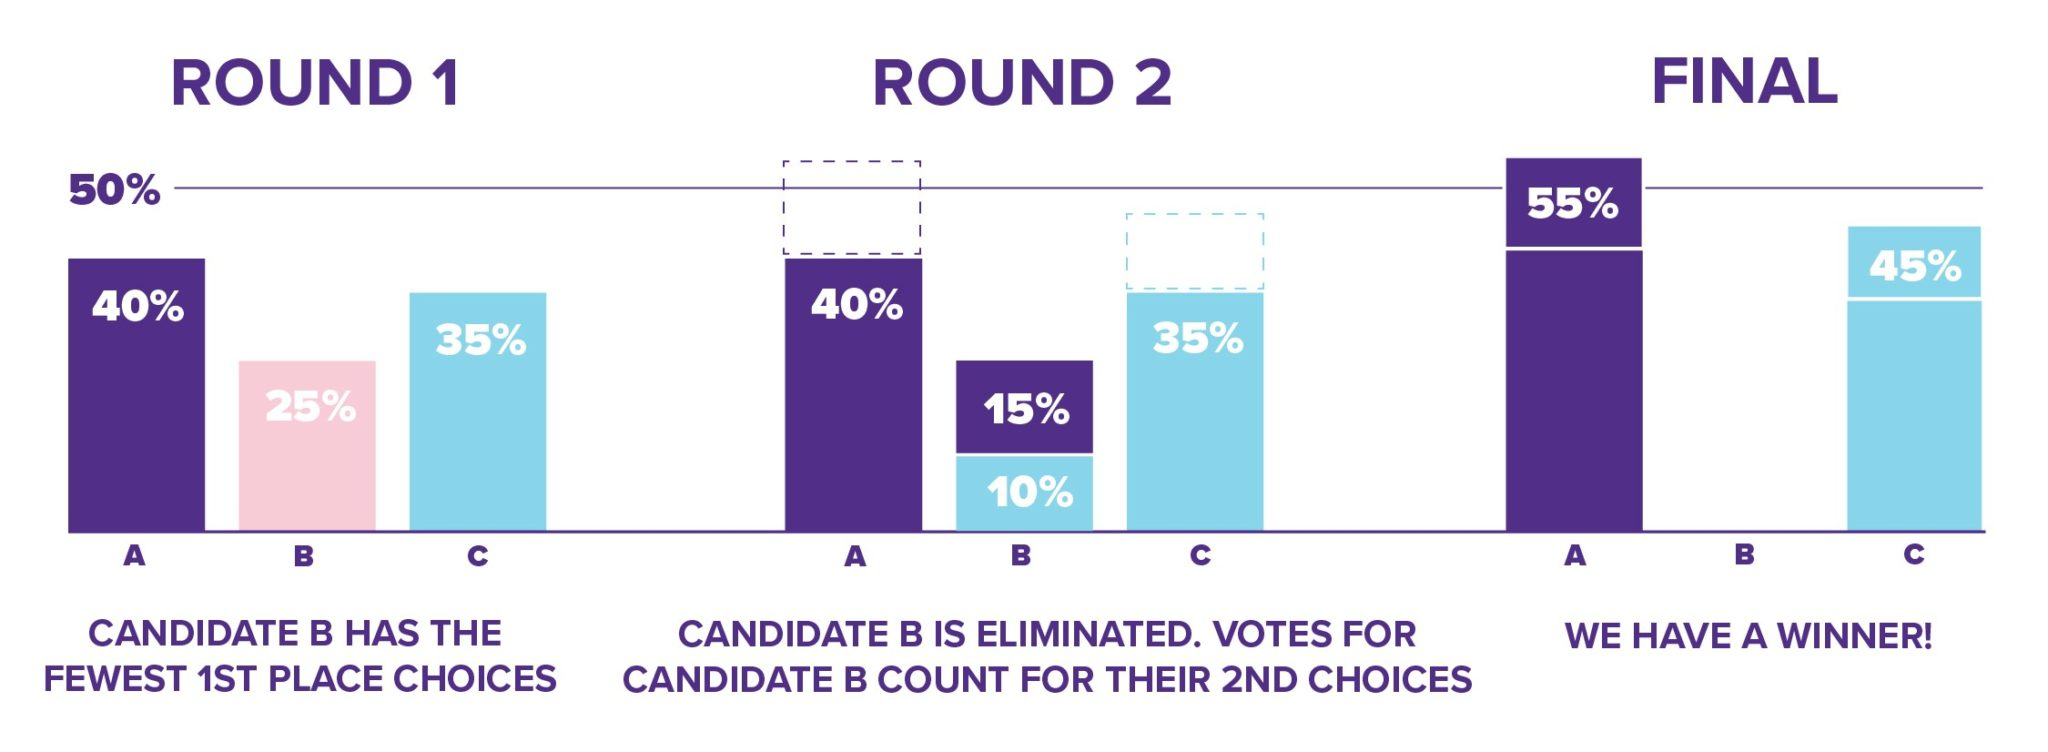 ROUND 1
50%
40%
25%
35%
A
B
C
CANDIDATE B HAS THE
FEWEST 1ST PLACE CHOICES
ROUND 2
40%
15%
10%
35%
A
B
C
CANDIDATE B IS ELIMINATED. VOTES FOR
CANDIDATE B COUNT FOR THEIR 2ND CHOICES
FINAL
55%
45%
A
B
C
WE HAVE A WINNER!